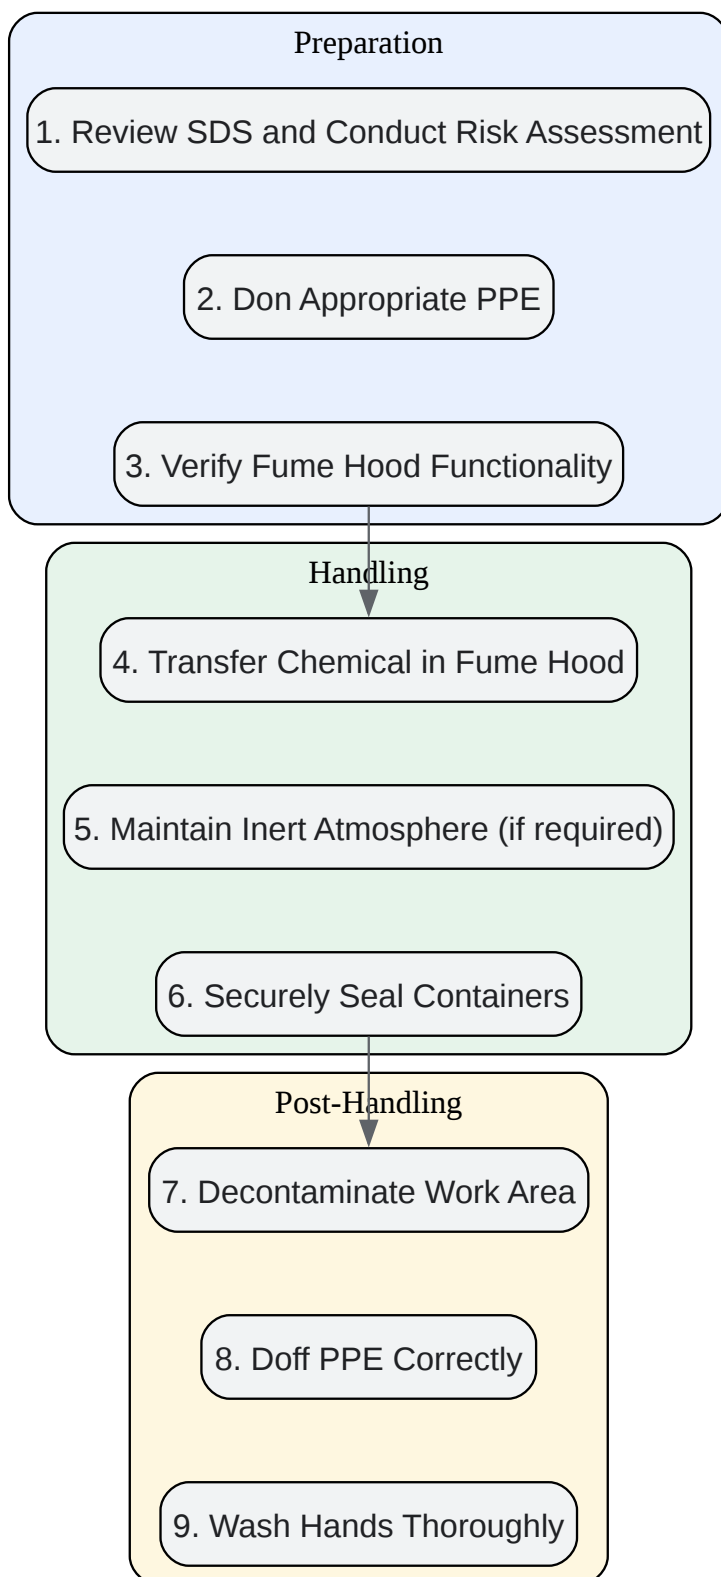 Preparation
1. Review SDS and Conduct Risk Assessment
2. Don Appropriate PPE
3. Verify Fume Hood Functionality
Handling
4. Transfer Chemical in Fume Hood
5. Maintain Inert Atmosphere (if required)
6. Securely Seal Containers
Post-Handling
7. Decontaminate Work Area
8. Doff PPE Correctly
9. Wash Hands Thoroughly